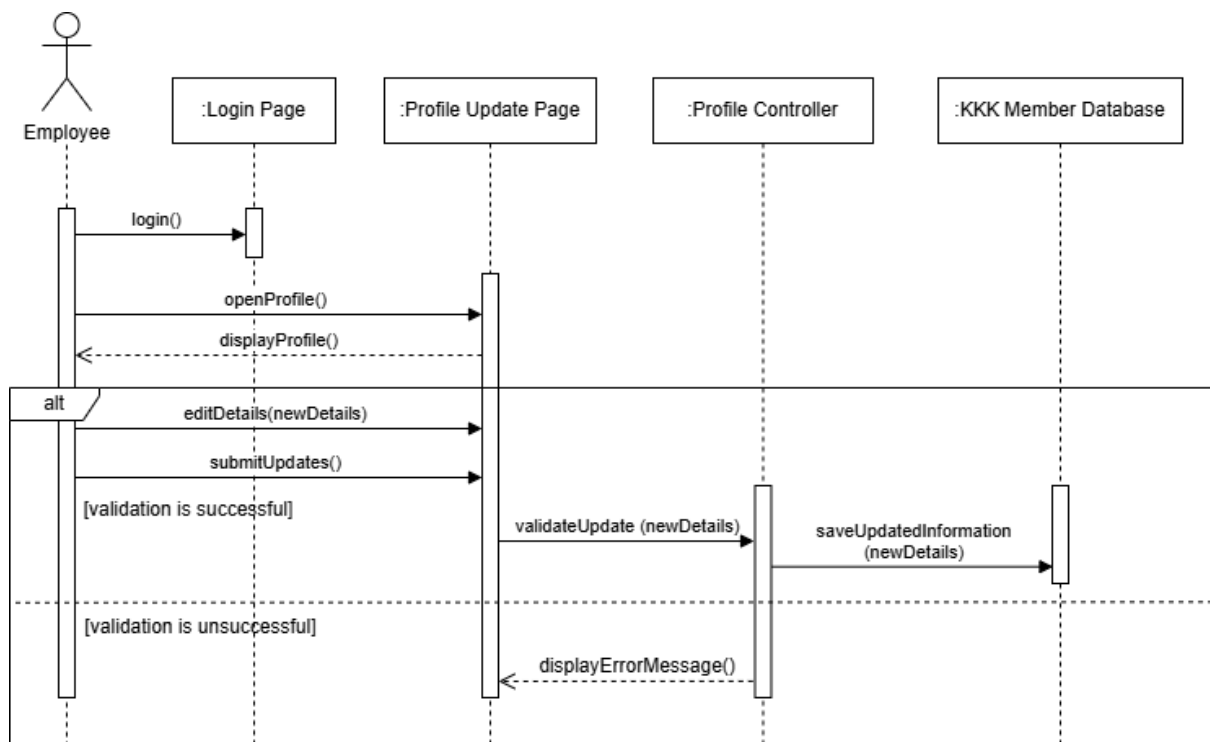 Employee
:Login Page
:Profile Update Page
:Profile Controller
:KKK Member Database
login()
openProfile()
displayProfile()
alt
editDetails(newDetails)
submitUpdates()
[validation is successful]
validateUpdate (newDetails)
saveUpdatedInformation
(newDetails)
[validation is unsuccessful]
displayErrorMessage()